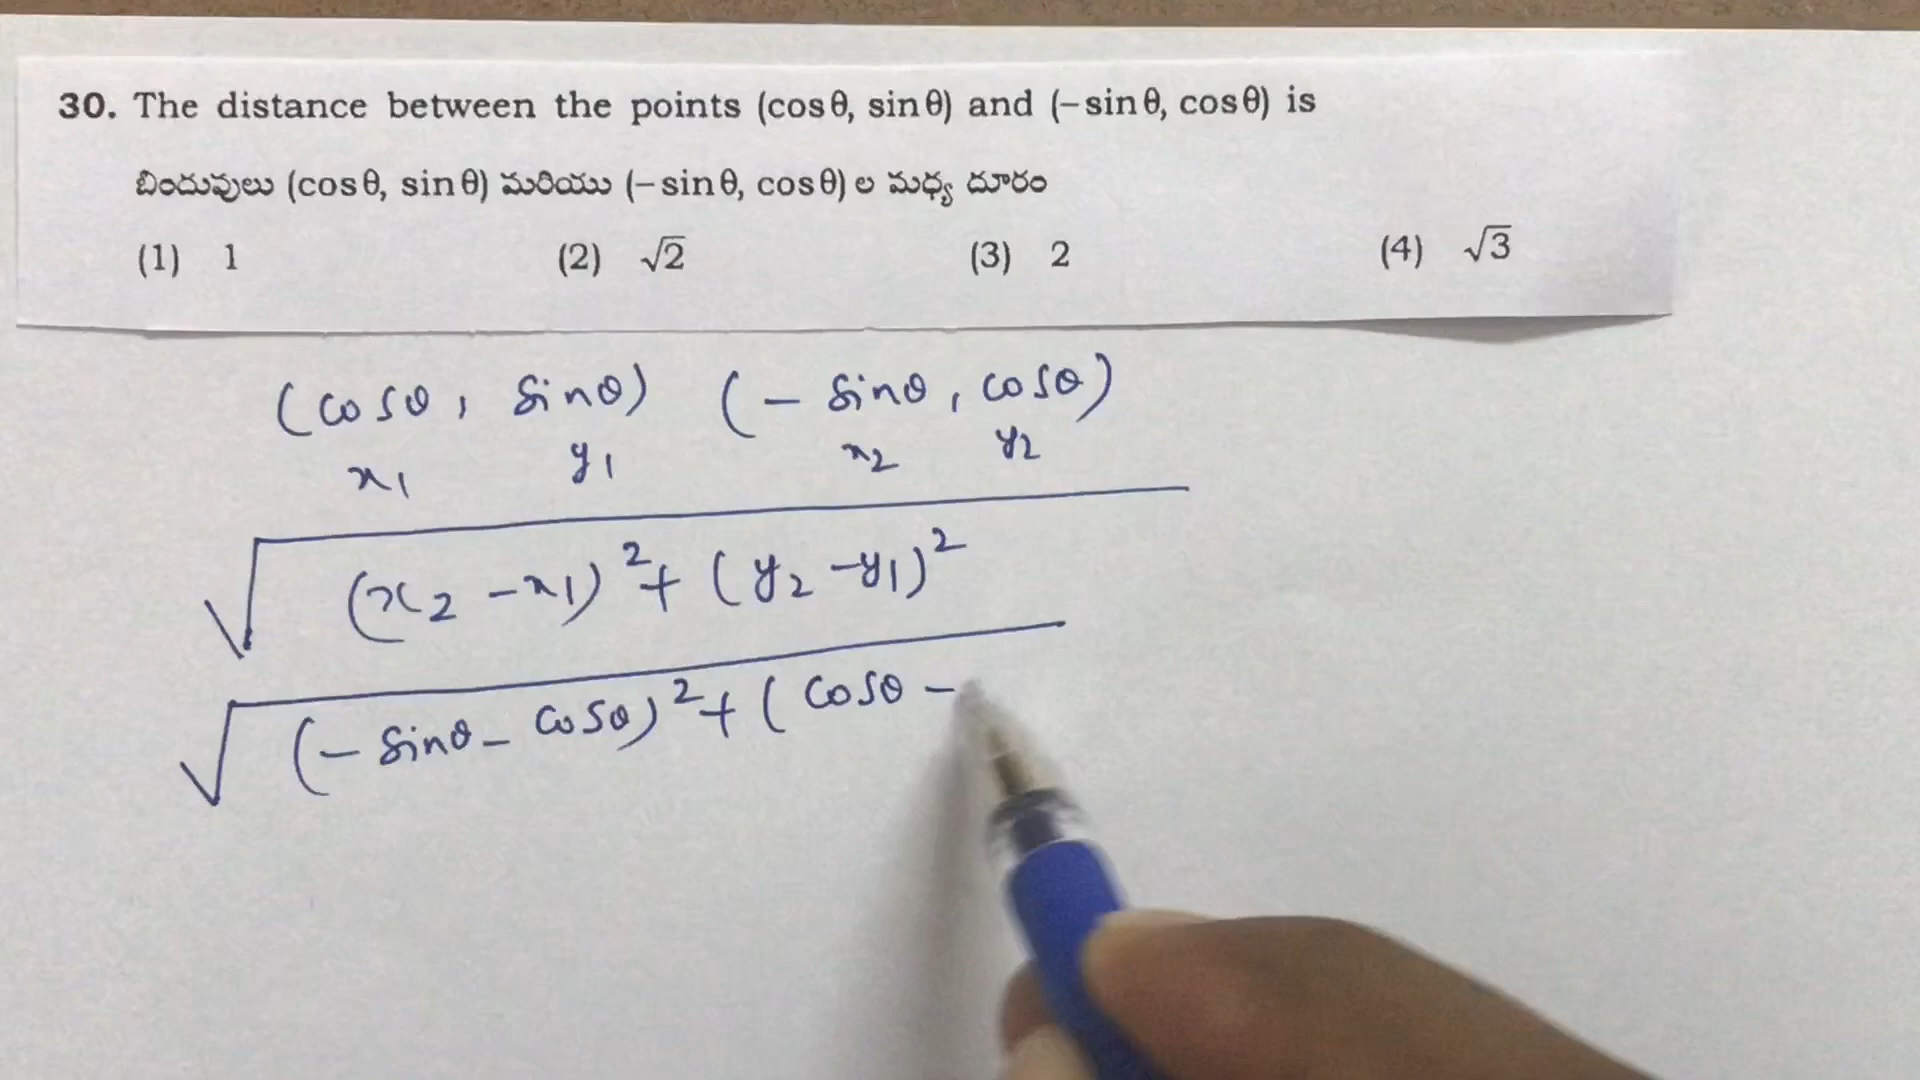 30. The distance between the points (cosθ, sinθ) and (−sinθ, cosθ) is
బిందువులు (cosθ, sinθ) మరియు (−sinθ, cosθ) ల మధ్య దూరం
(1) 1 (2) √2 (3) 2 (4) √3
(cosθ, sinθ) (− sinθ, cosθ)
x₁ y₁ x₂ y₂
√(x₂ − x₁)² + (y₂ − y₁)²
√(− sinθ − cosθ)² + (cosθ −